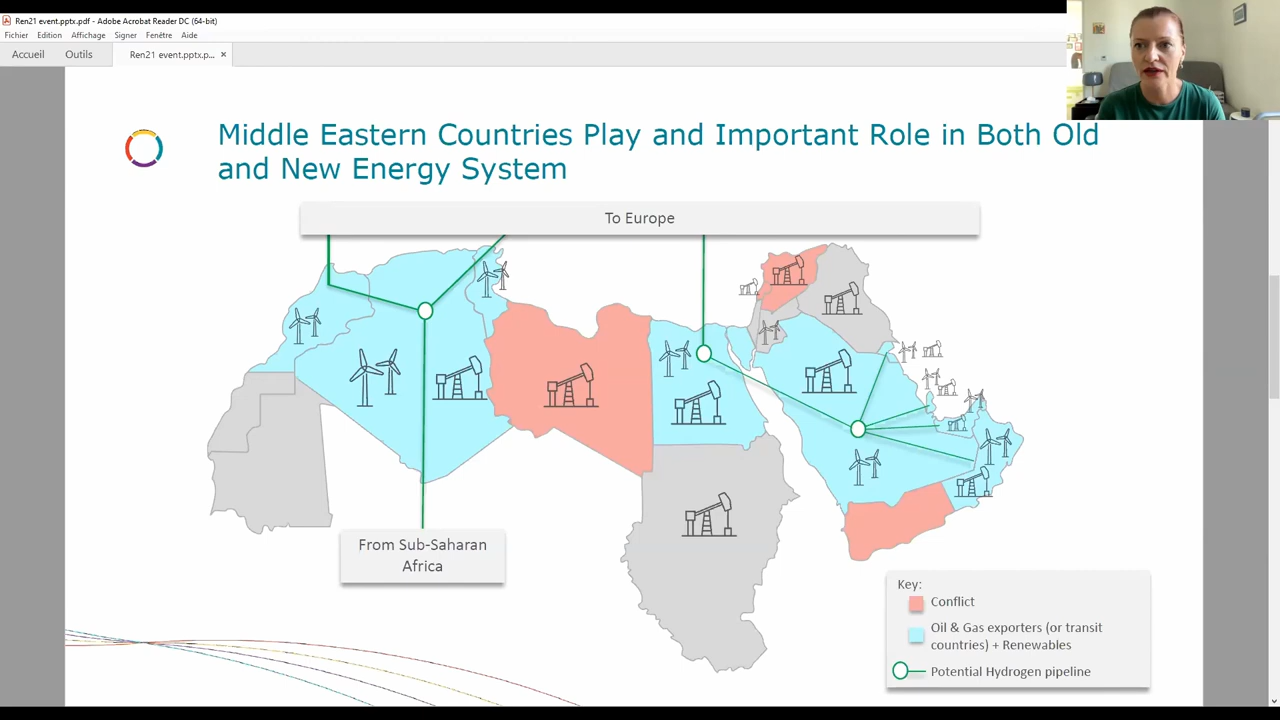 Ren21 event.pptx.pdf - Adobe Acrobat Reader DC (64-bit)
Fichier Edition Affichage Signer Fenêtre Aide
Accueil Outils Ren21 event.pptx.p... ×
Middle Eastern Countries Play and Important Role in Both Old
and New Energy System
To Europe
From Sub-Saharan
Africa
Key:
Conflict
Oil & Gas exporters (or transit
countries) + Renewables
Potential Hydrogen pipeline